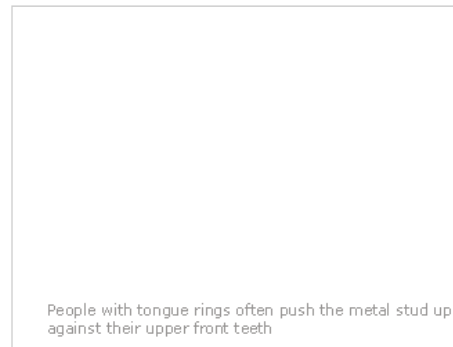 People with tongue rings often push the metal stud up
against their upper front teeth